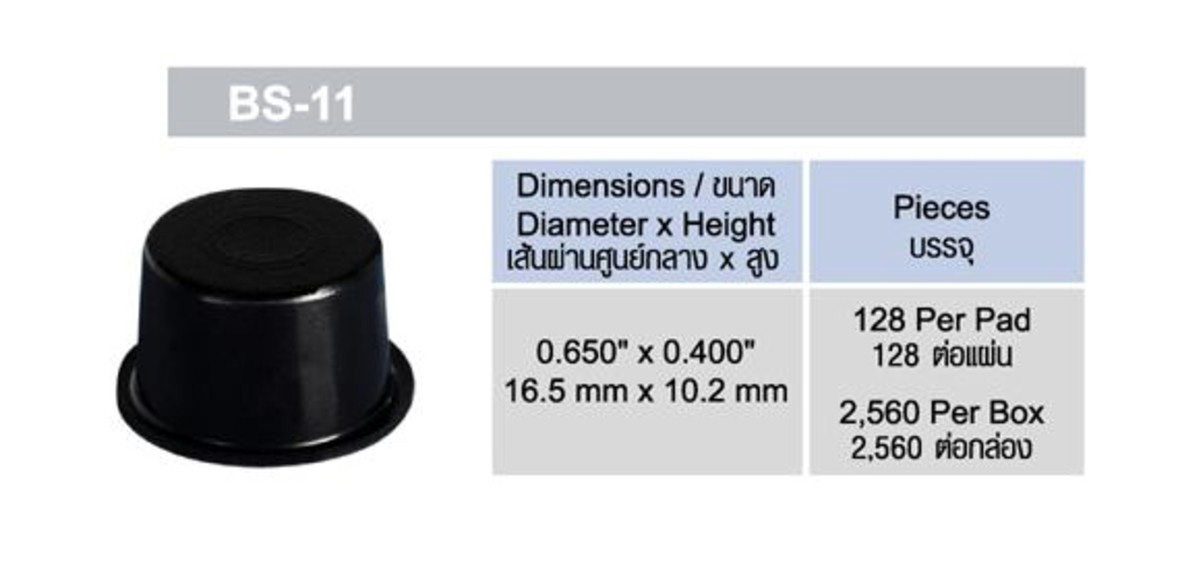 BS-11
Dimensions / ขนาด
Diameter x Height
เส้นผ่านศูนย์กลาง x สูง
Pieces
บรรจุ
0.650" x 0.400"
16.5 mm x 10.2 mm
128 Per Pad
128 ต่อแผ่น
2,560 Per Box
2,560 ต่อกล่อง